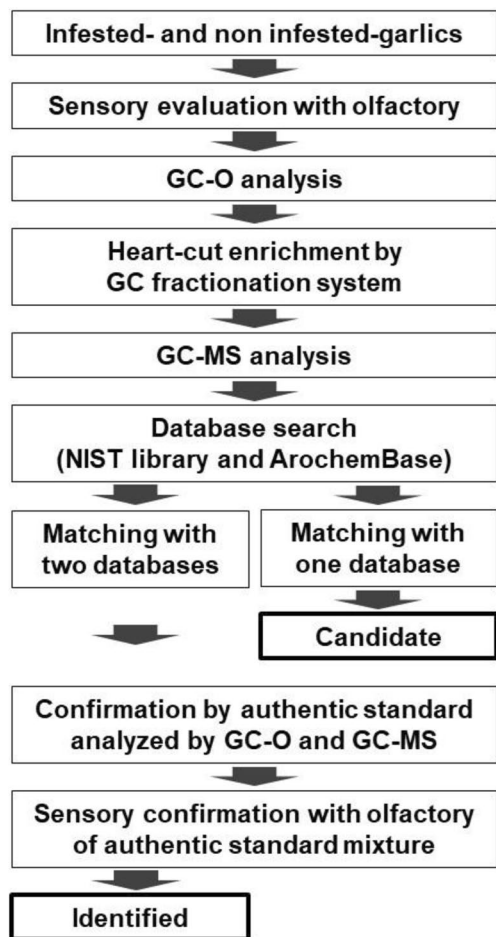 Infested- and non infested-garlics
Sensory evaluation with olfactory
GC-O analysis
Heart-cut enrichment by
GC fractionation system
GC-MS analysis
Database search
(NIST library and ArochemBase)
Matching with
two databases
Matching with
one database
Candidate
Confirmation by authentic standard
analyzed by GC-O and GC-MS
Sensory confirmation with olfactory
of authentic standard mixture
Identified